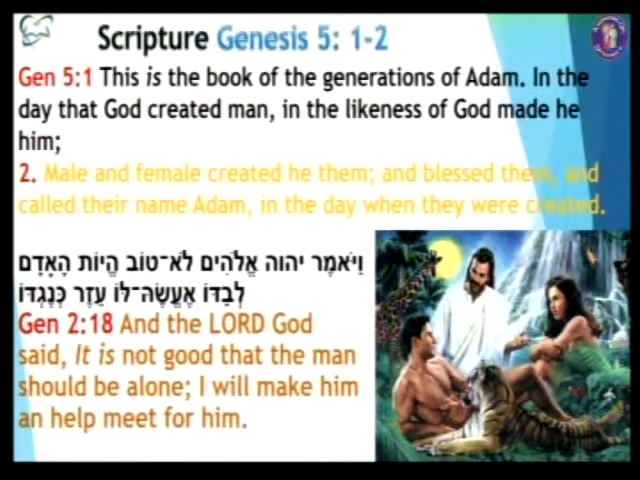 Scripture Genesis 5: 1-2
Gen 5:1 This is the book of the generations of Adam. In the
day that God created man, in the likeness of God made he
him;
2. Male and female created he them; and blessed them, and
called their name Adam, in the day when they were created.
וַיֹּאמֶר יהוה אֱלֹהִים לֹא־טוֹב הֱיוֹת הָאָדָם
לְבַדּוֹ אֶעֱשֶׂה־לּוֹ עֵזֶר כְּנֶגְדּוֹ
Gen 2:18 And the LORD God
said, It is not good that the man
should be alone; I will make him
an help meet for him.